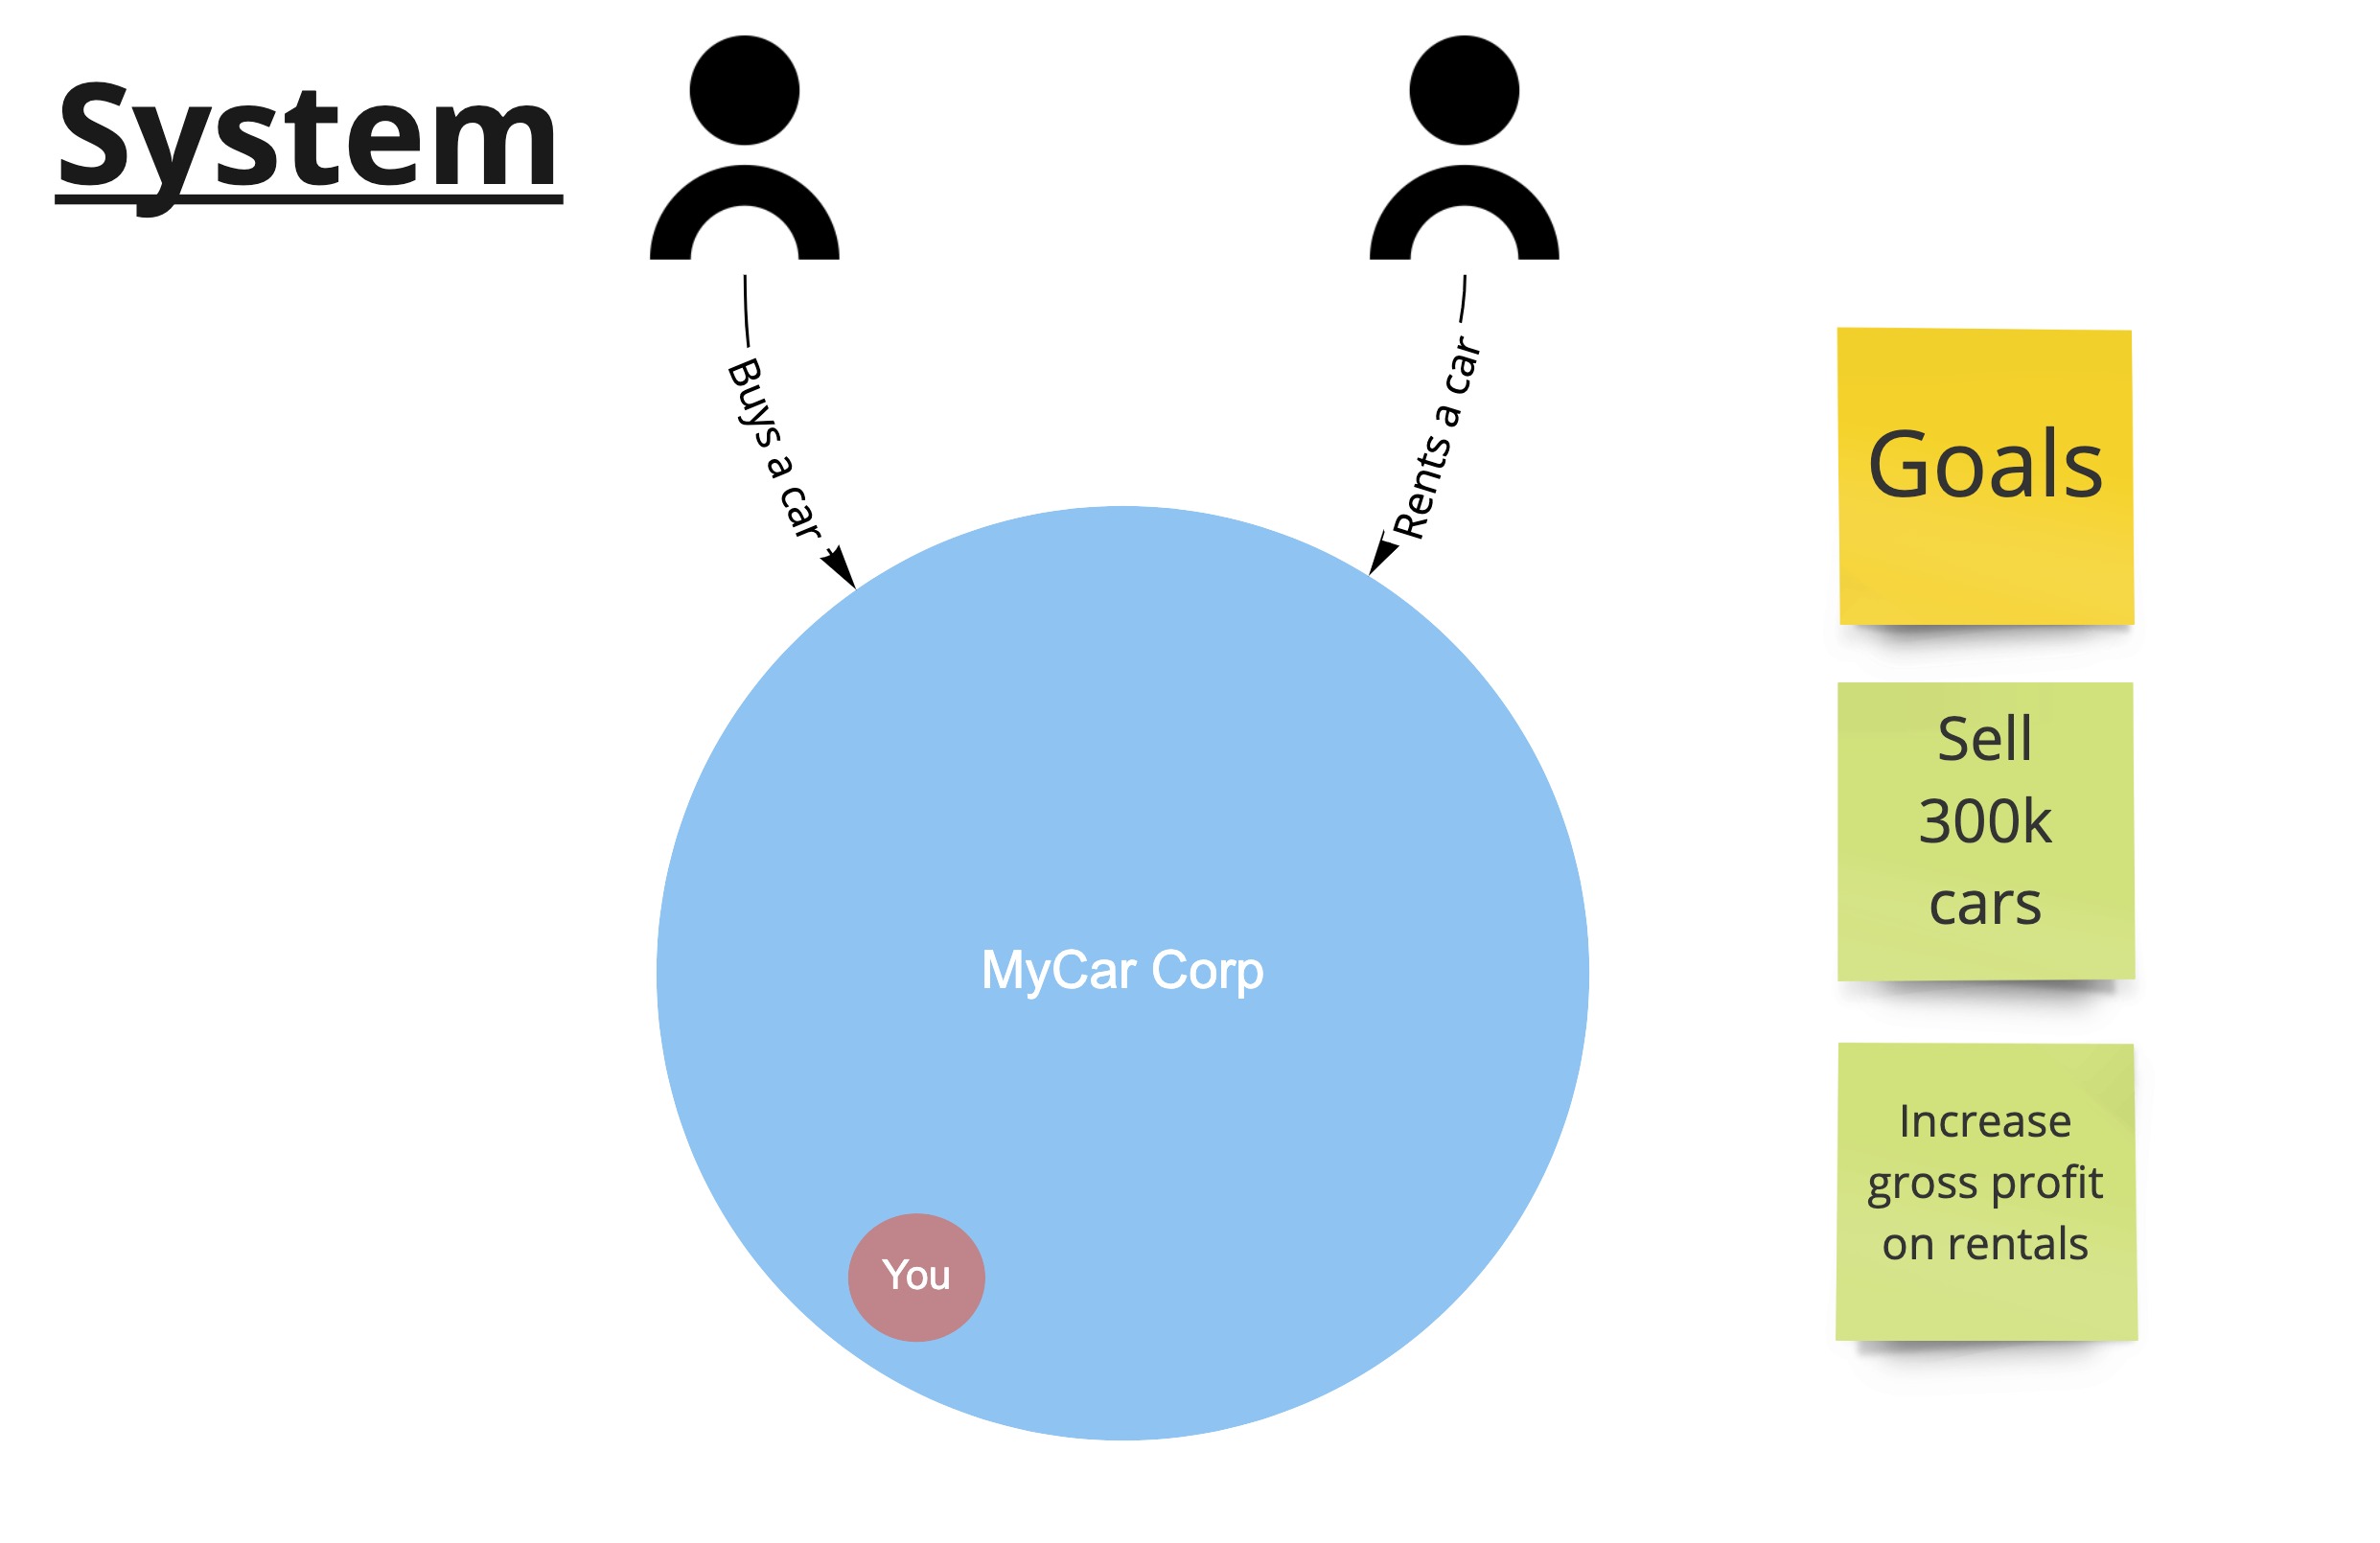 System
Buys a car
Rents a car
Goals
Sell
300k
cars
MyCar Corp
Increase
gross profit
on rentals
You